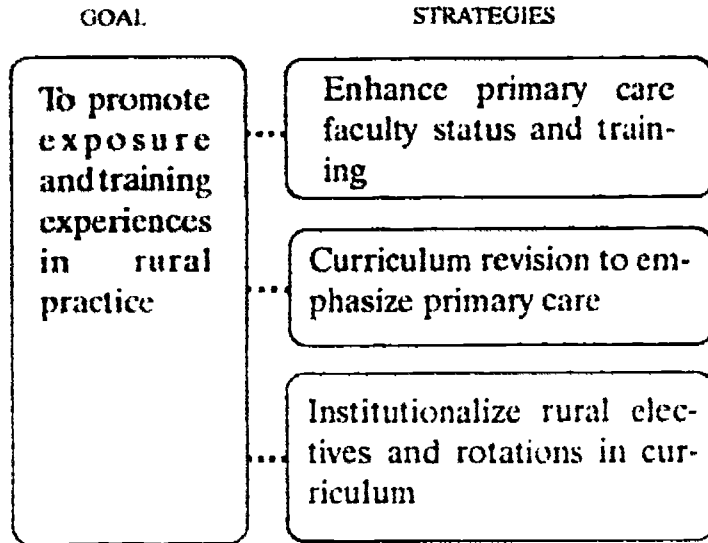 GOAL
STRATEGIES
To promote
exposure
and training
experiences
in rural
practice
Enhance primary care
faculty status and train-
ing
Curriculum revision to em-
phasize primary care
Institutionalize rural elec-
tives and rotations in cur-
riculum